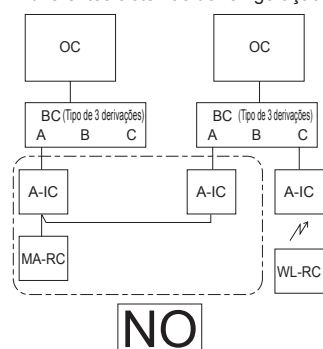 OC OC
BC (Tipo de 3 derivações) BC (Tipo de 3 derivações)
A B C A B C
A-IC A-IC A-IC
MA-RC WL-RC
NO